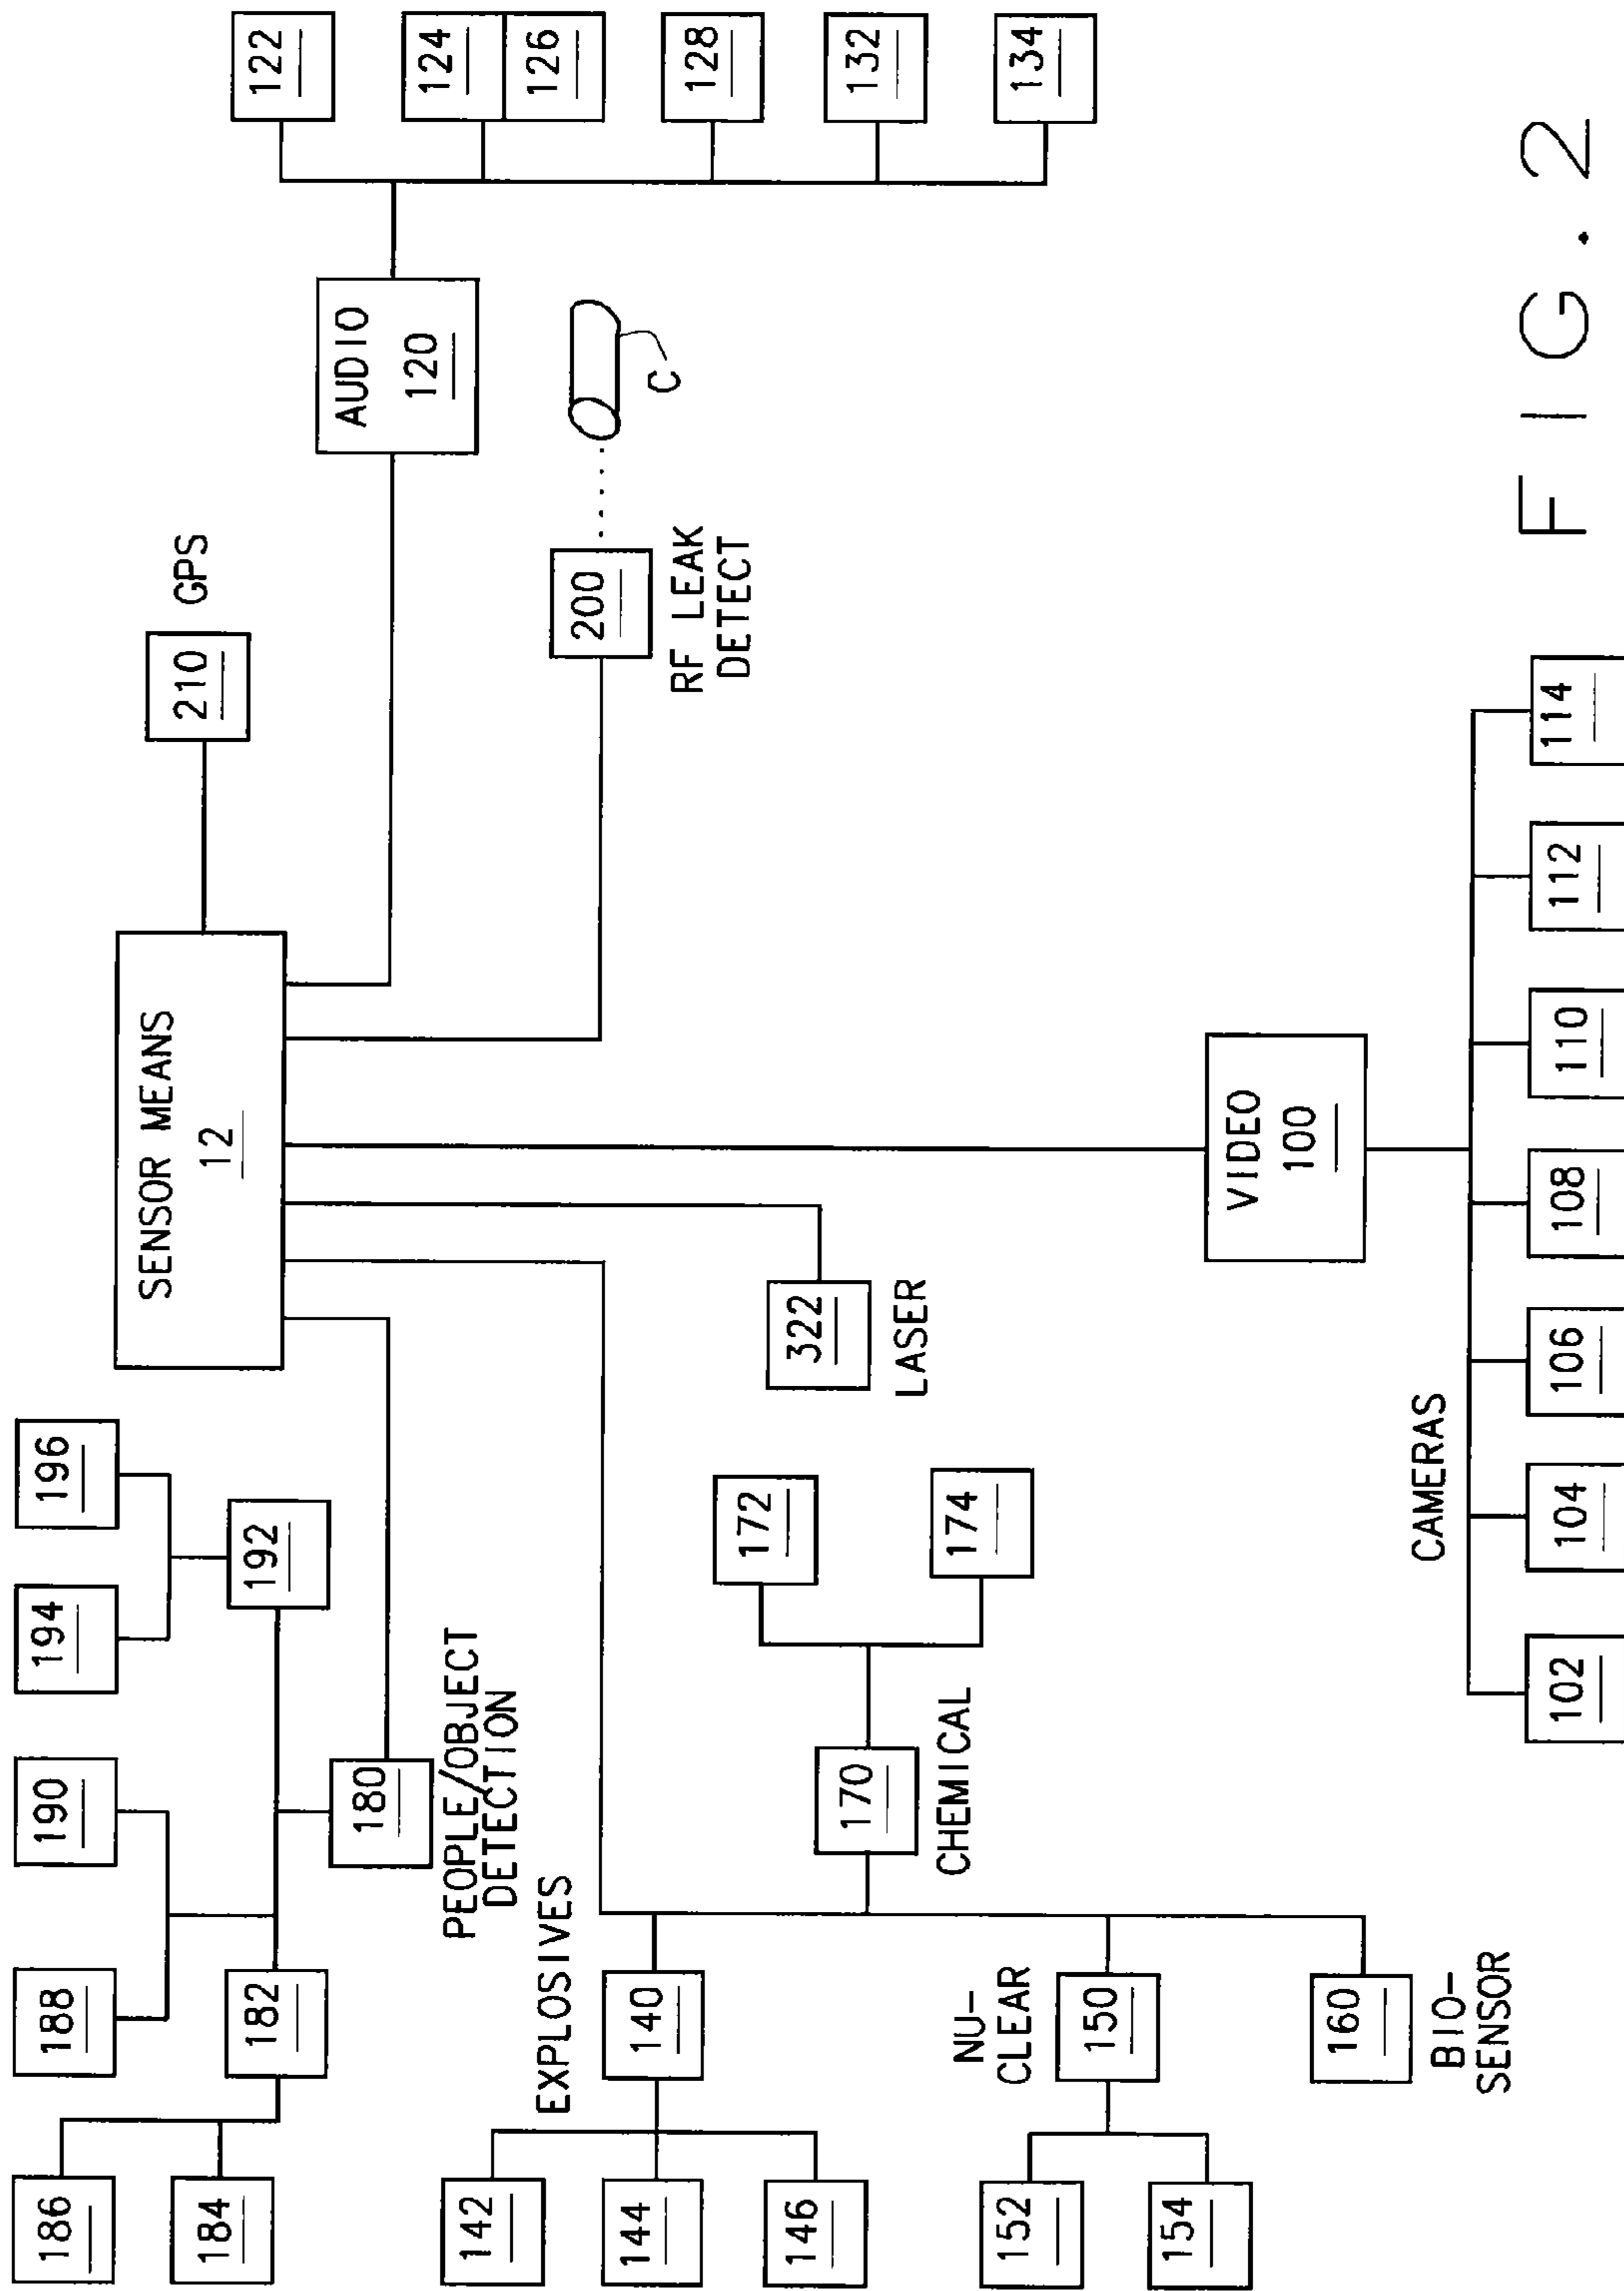 186
188
190
194
196
184
182
192
180
PEOPLE/OBJECT
DETECTION
SENSOR MEANS
12
210
GPS
AUDIO
120
122
124
126
128
132
134
200
RF LEAK
DETECT
C
EXPLOSIVES
142
144
146
140
172
174
170
CHEMICAL
322
LASER
NU-
CLEAR
152
154
150
160
BIO-
SENSOR
VIDEO
100
CAMERAS
102
104
106
108
110
112
114
FIG.2